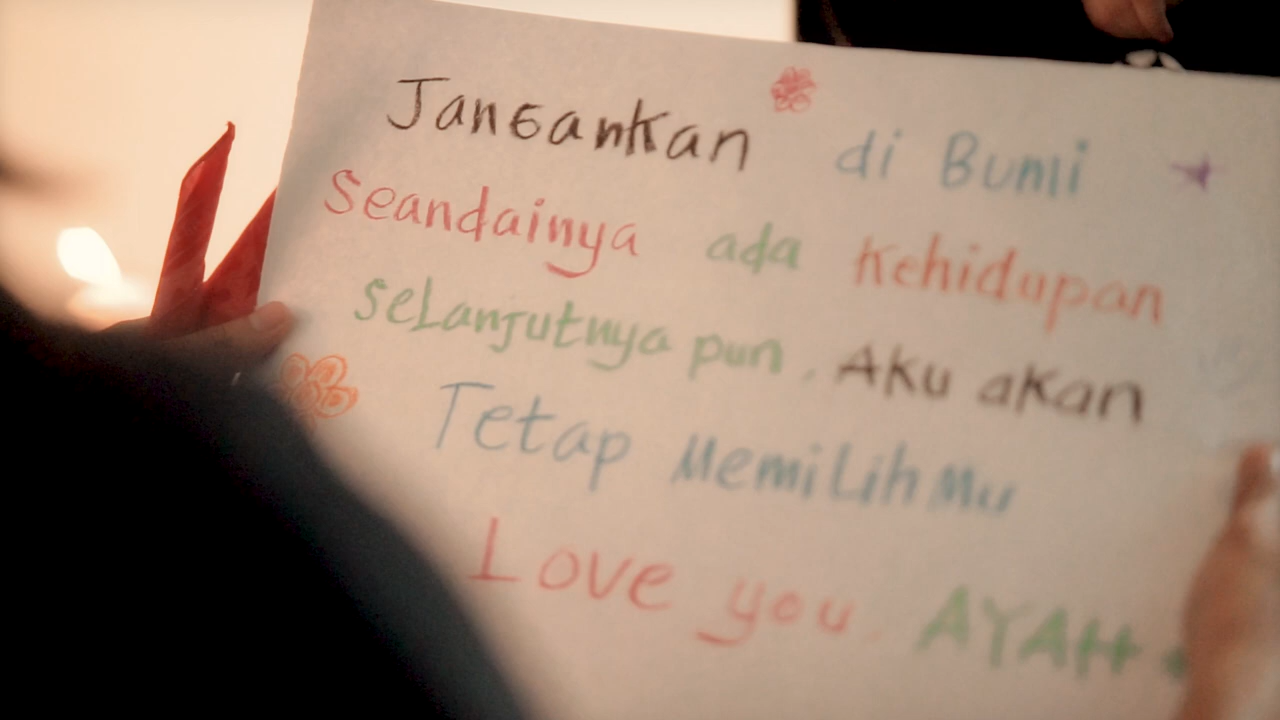 Jangankan di Bumi
Seandainya ada Kehidupan
Selanjutnya pun, Aku akan
Tetap MemiLihMu
Love you, AYAH